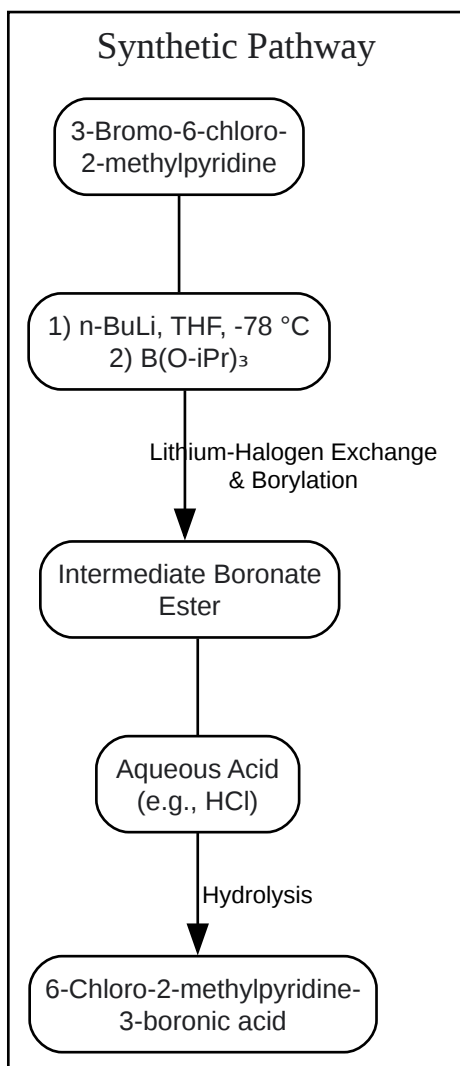 Synthetic Pathway
3-Bromo-6-chloro-
2-methylpyridine
1) n-BuLi, THF, -78 °C
2) B(O-iPr)₃
Lithium-Halogen Exchange
& Borylation
Intermediate Boronate
Ester
Aqueous Acid
(e.g., HCl)
Hydrolysis
6-Chloro-2-methylpyridine-
3-boronic acid